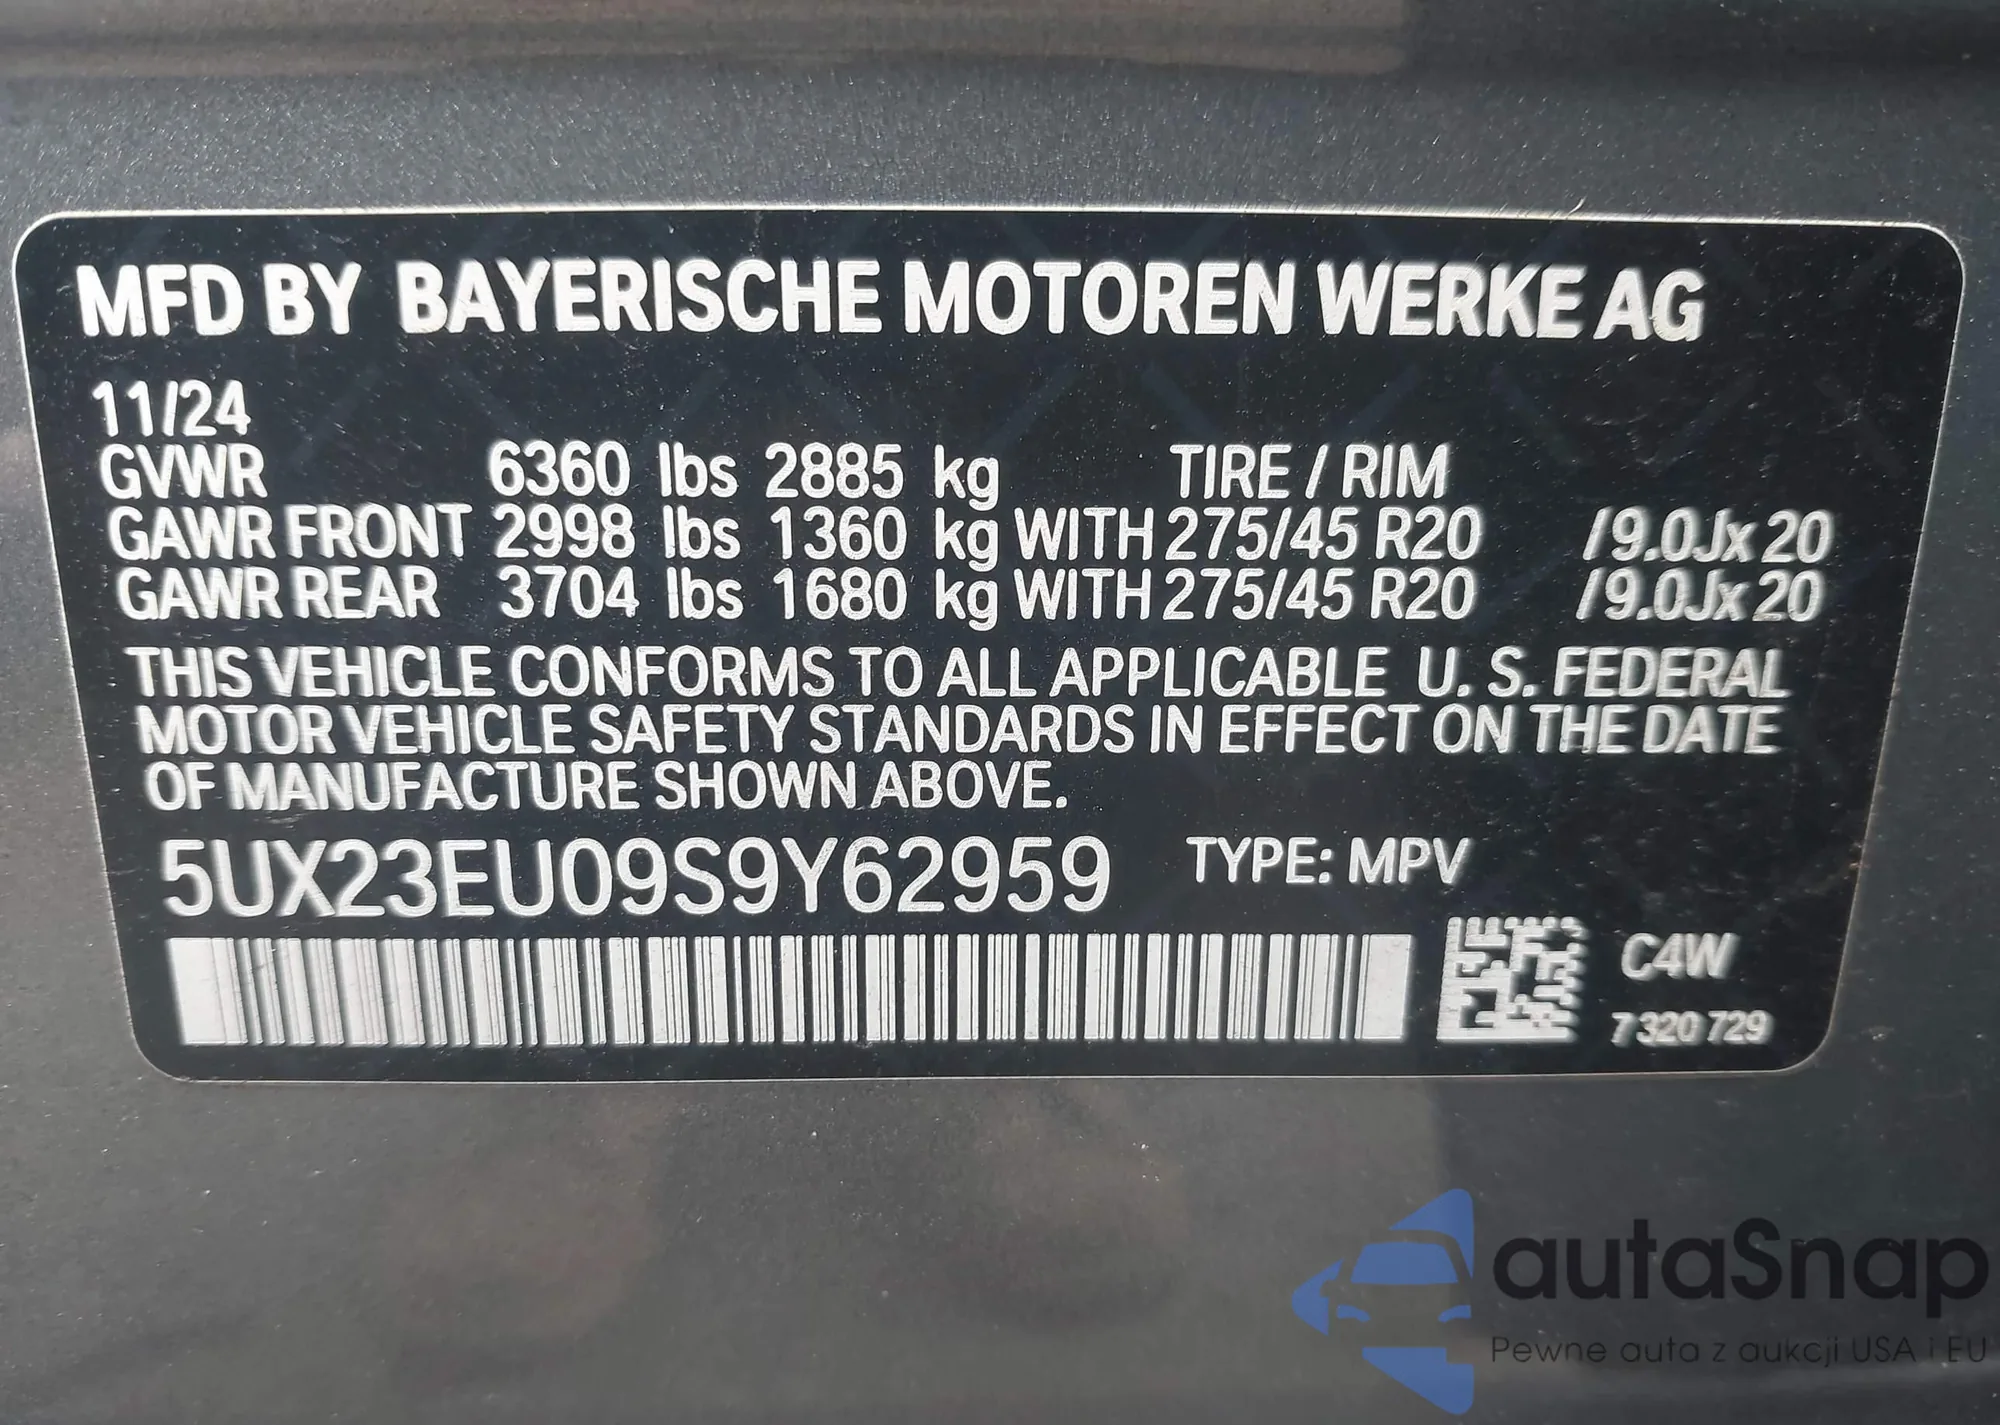 MFD BY BAYERISCHE MOTOREN WERKE AG
11/24
GVWR 6360 lbs 2885 kg TIRE / RIM
GAWR FRONT 2998 lbs 1360 kg WITH 275/45 R20 /9.0Jx20
GAWR REAR 3704 lbs 1680 kg WITH 275/45 R20 /9.0Jx20
THIS VEHICLE CONFORMS TO ALL APPLICABLE U. S. FEDERAL
MOTOR VEHICLE SAFETY STANDARDS IN EFFECT ON THE DATE
OF MANUFACTURE SHOWN ABOVE.
5UX23EU09S9Y62959 TYPE: MPV
C4W
7 320 729
autaSnap
Pewne auta z aukcji USA i EU